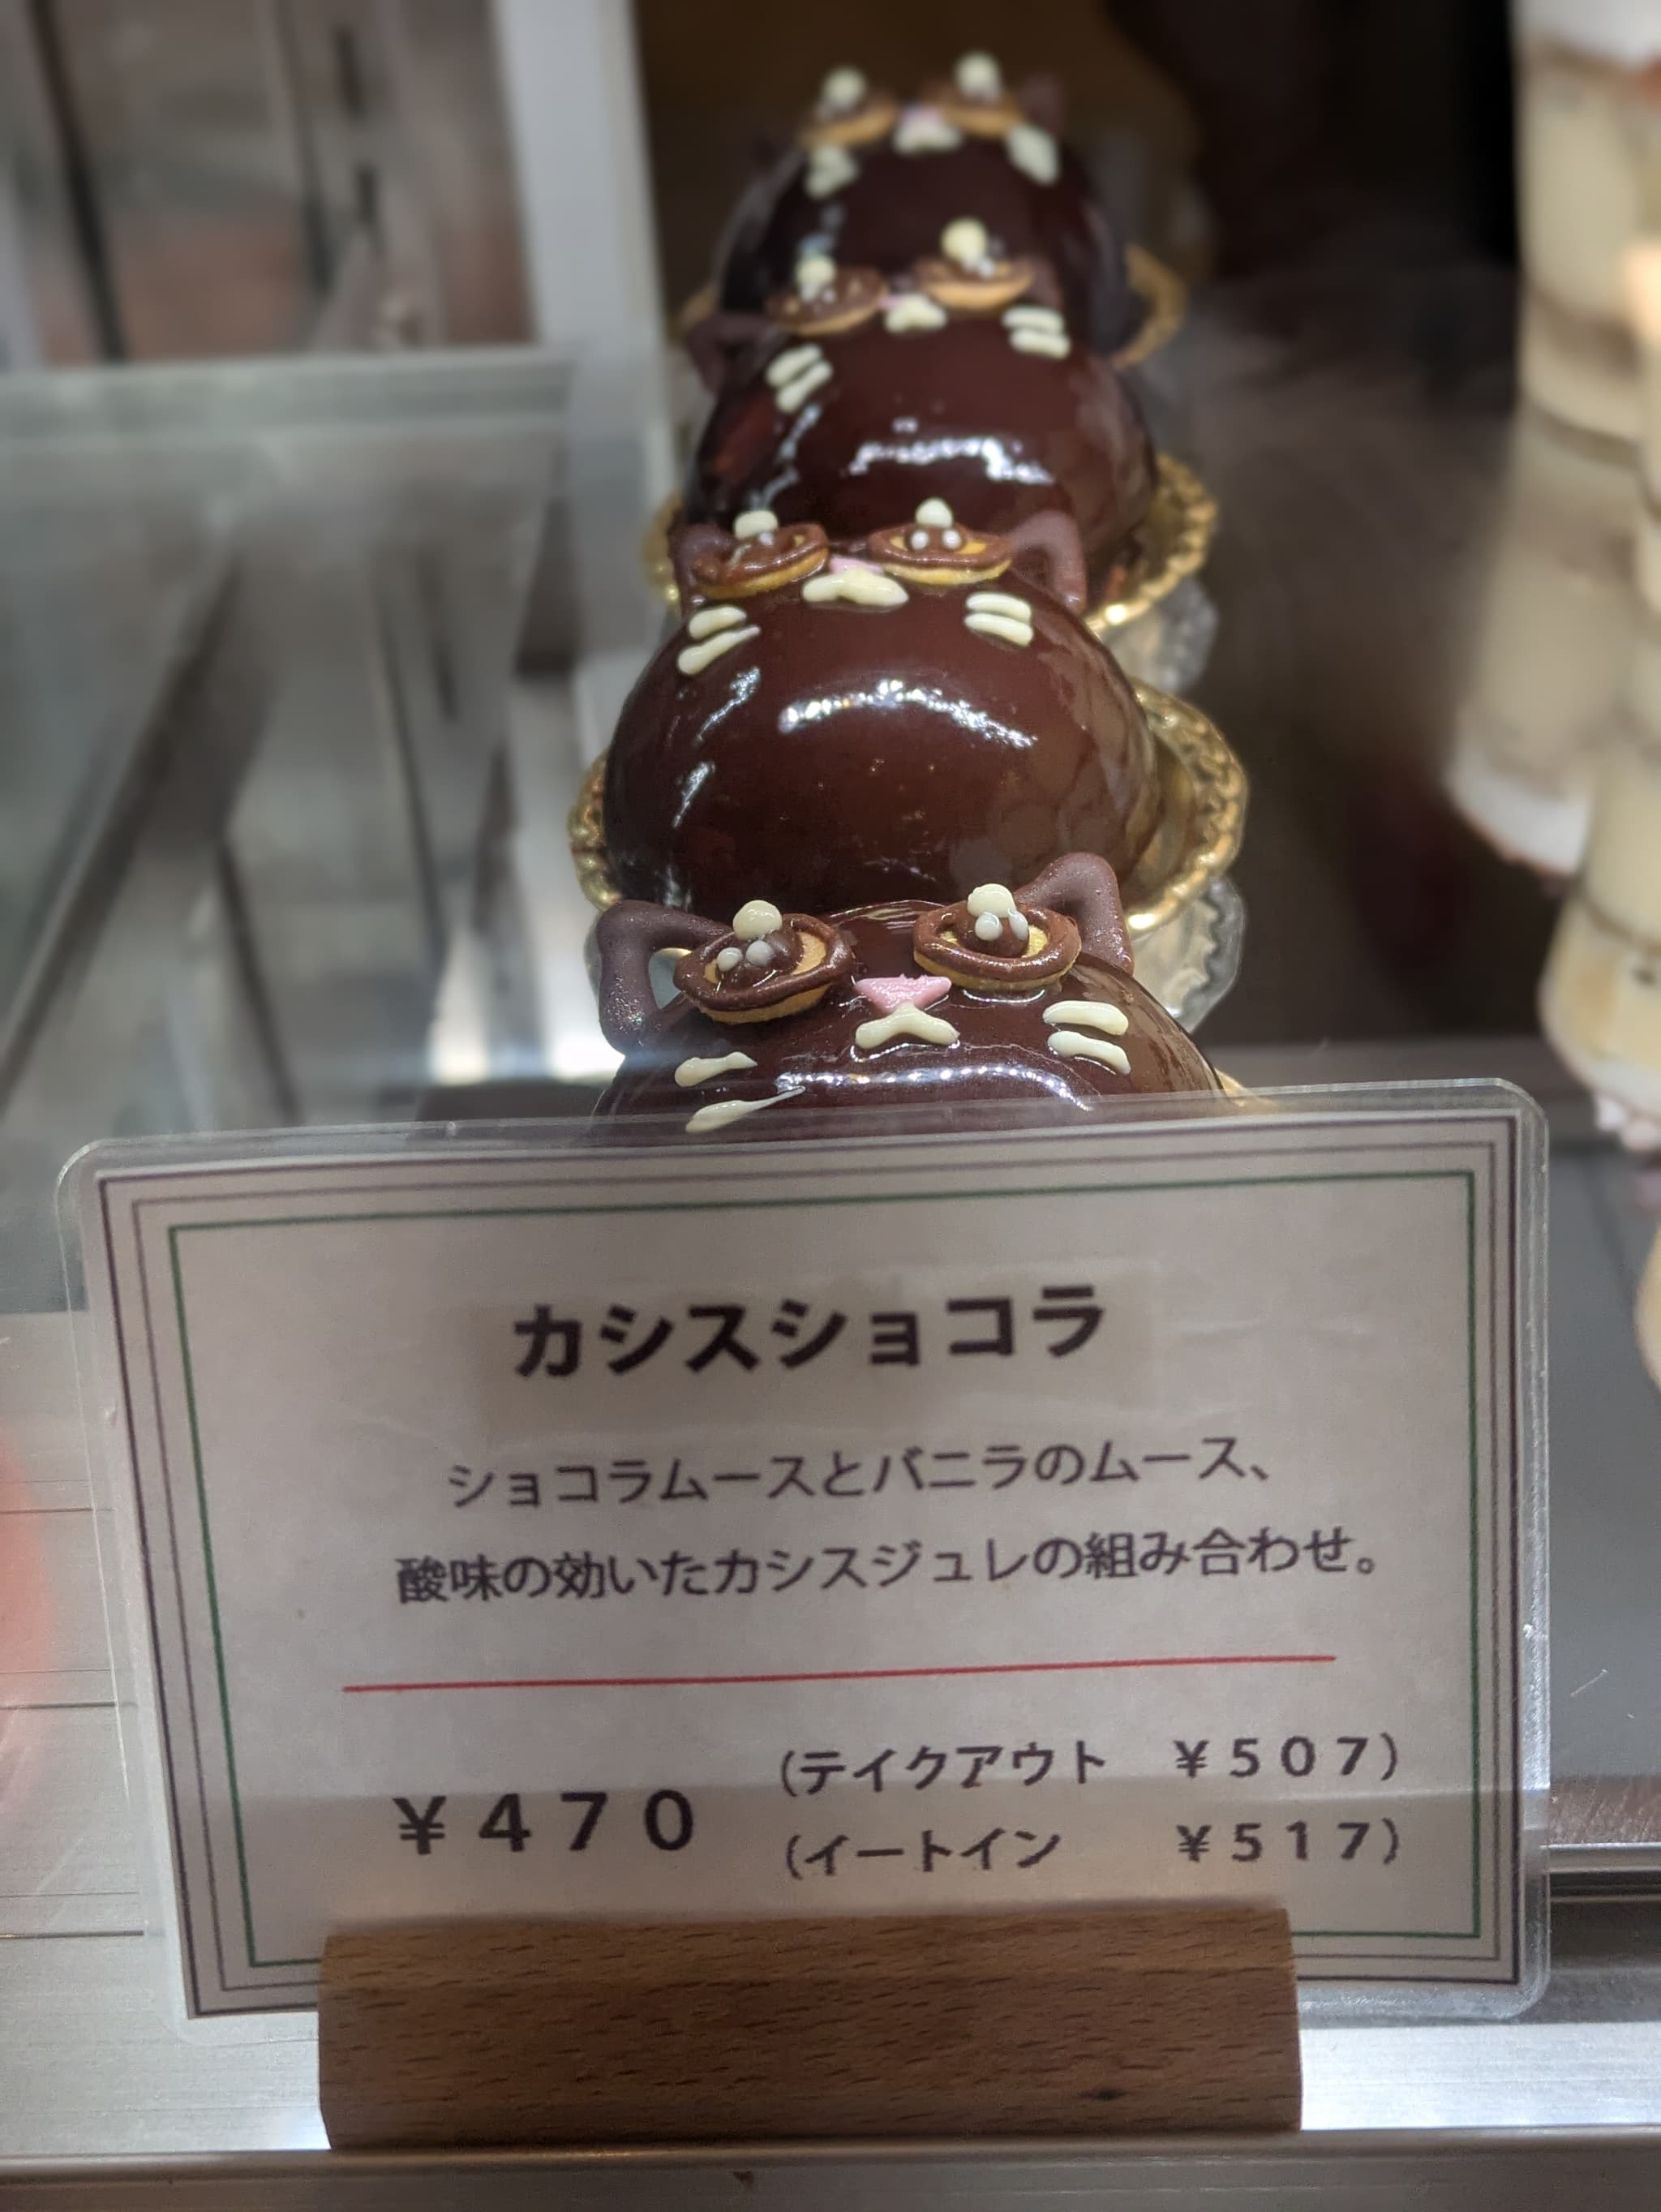 カシスショコラ
ショコラムースとバニラのムース、
酸味の効いたカシスジュレの組み合わせ。
￥４７０
(テイクアウト　￥５０７)
(イートイン　　￥５１７)